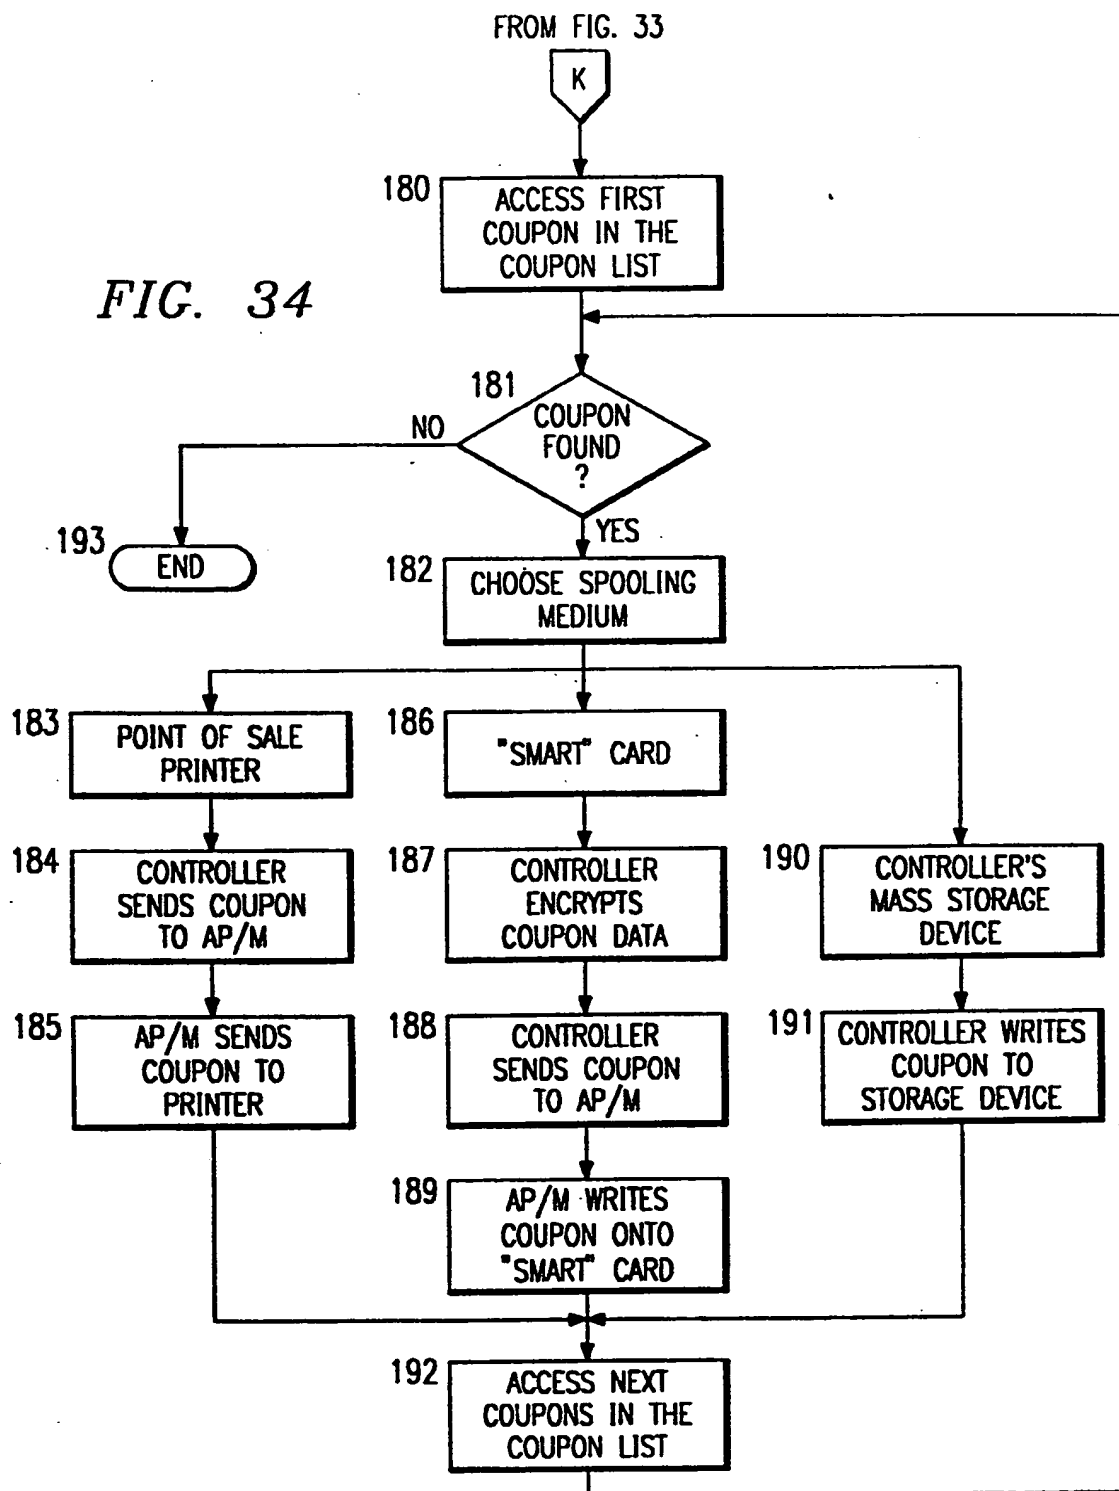 FROM FIG. 33
K
180
ACCESS FIRST
COUPON IN THE
COUPON LIST
FIG. 34
181
COUPON
FOUND
?
NO
YES
193
END
182
CHOOSE SPOOLING
MEDIUM
183
POINT OF SALE
PRINTER
186
"SMART" CARD
184
CONTROLLER
SENDS COUPON
TO AP/M
187
CONTROLLER
ENCRYPTS
COUPON DATA
190
CONTROLLER'S
MASS STORAGE
DEVICE
185
AP/M SENDS
COUPON TO
PRINTER
188
CONTROLLER
SENDS COUPON
TO AP/M
191
CONTROLLER WRITES
COUPON TO
STORAGE DEVICE
189
AP/M WRITES
COUPON ONTO
"SMART" CARD
192
ACCESS NEXT
COUPONS IN THE
COUPON LIST